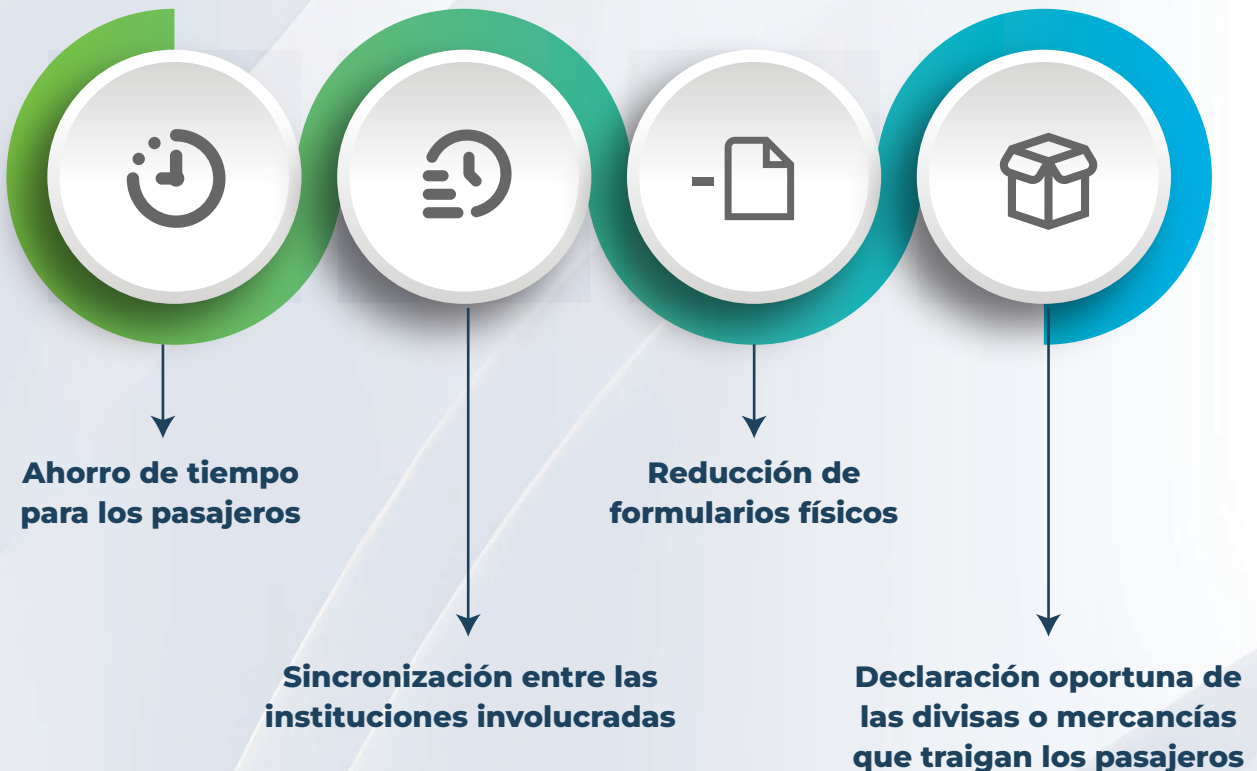 Ahorro de tiempo
para los pasajeros
Sincronización entre las
instituciones involucradas
Reducción de
formularios físicos
Declaración oportuna de
las divisas o mercancías
que traigan los pasajeros